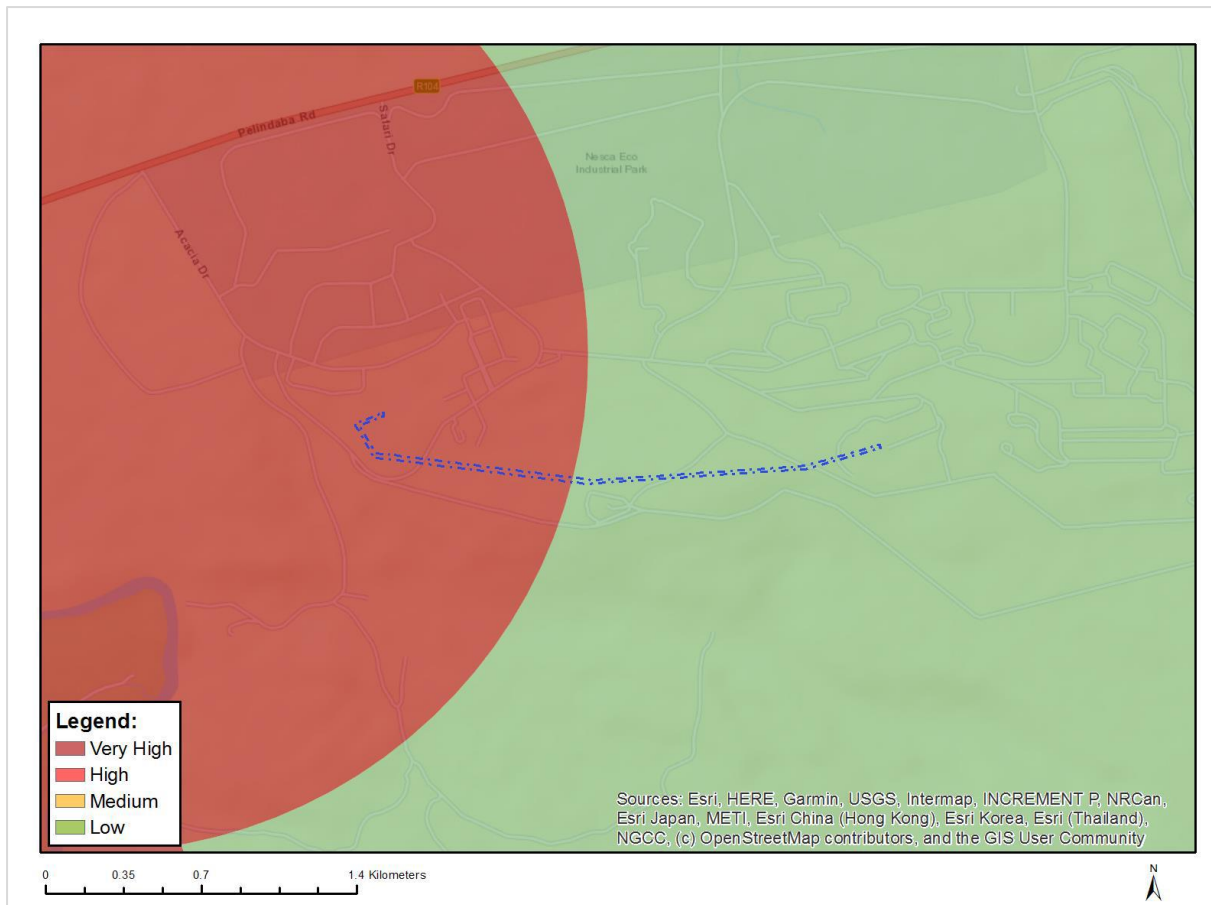 R104
Pelindaba Rd
Safari Dr
Nesca Eco
Industrial Park
Acacia Dr
Legend:
Very High
High
Medium
Low
Sources: Esri, HERE, Garmin, USGS, Intermap, INCREMENT P, NRCan,
Esri Japan, METI, Esri China (Hong Kong), Esri Korea, Esri (Thailand),
NGCC, (c) OpenStreetMap contributors, and the GIS User Community
0 0.35 0.7 1.4 Kilometers
N